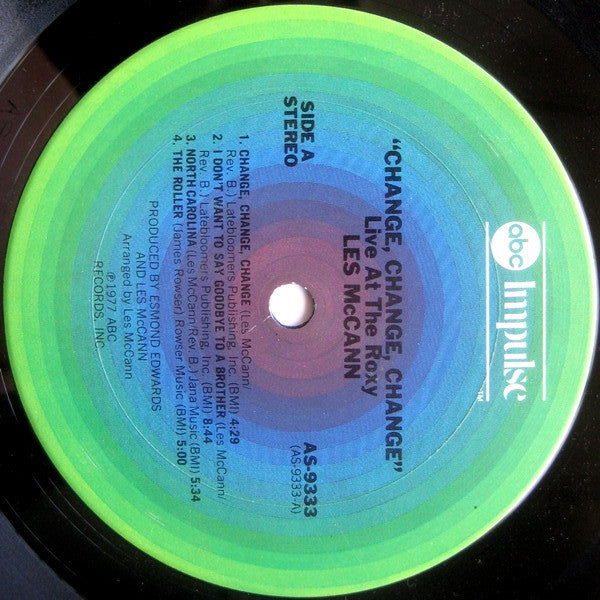 abc Impulse
TM
"CHANGE, CHANGE, CHANGE"
Live At The Roxy
LES McCANN
SIDE A
STEREO
AS-9333
(AS-9333-A)
1. CHANGE, CHANGE, CHANGE (Les McCann/
Rev. B.) Latebloomers Publishing, Inc. (BMI) 4:29
2. I DON'T WANT TO SAY GOODBYE TO A BROTHER (Les McCann/
Rev. B.) Latebloomers Publishing, Inc. (BMI) 8:44
3. NORTH CAROLINA (Les McCann/Rev. B.) Jana Music (BMI) 5:34
4. THE ROLLER (James Rowser) Rowser Music (BMI) 5:00
PRODUCED BY ESMOND EDWARDS
AND LES McCANN
Arranged by Les McCann
℗1977 ABC
RECORDS, INC.